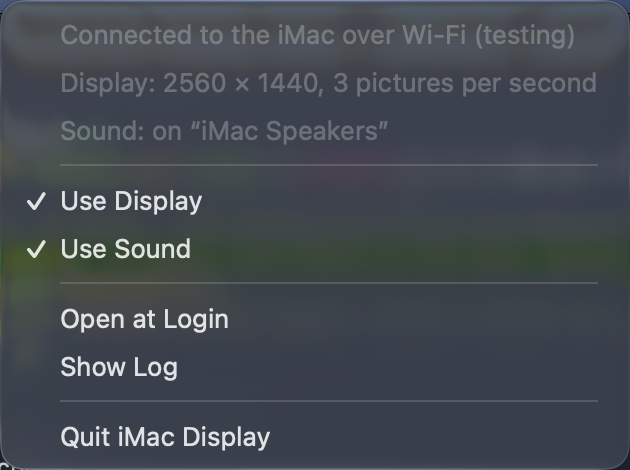 Connected to the iMac over Wi-Fi (testing)
Display: 2560 × 1440, 3 pictures per second
Sound: on “iMac Speakers”
Use Display
Use Sound
Open at Login
Show Log
Quit iMac Display